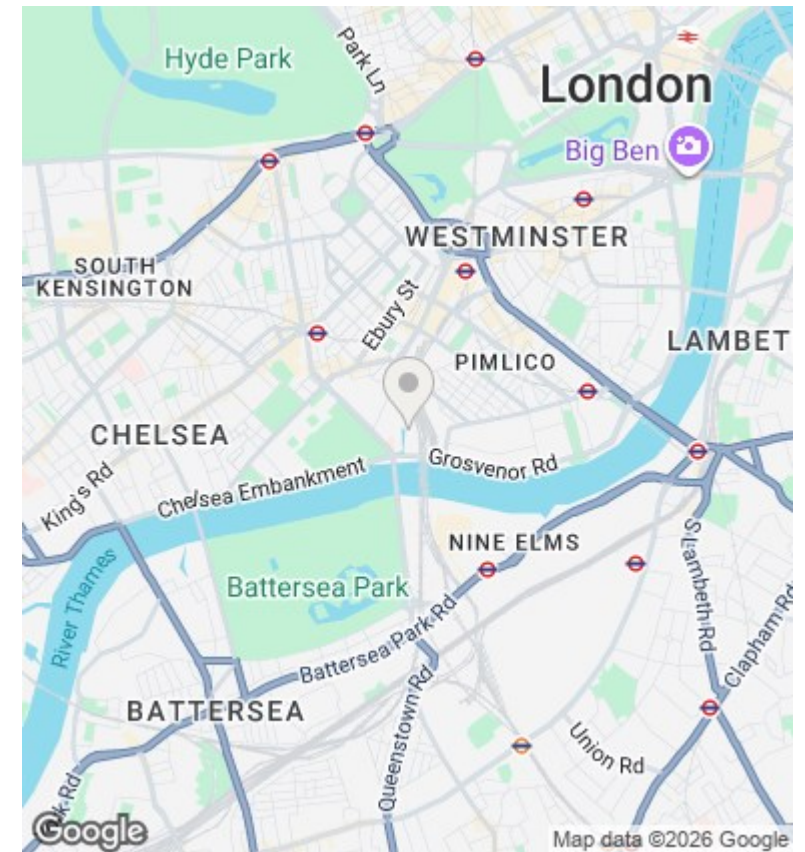 Hyde Park
Park Ln
London
Big Ben
WESTMINSTER
SOUTH
KENSINGTON
Ebury St
LAMBET
PIMLICO
CHELSEA
King's Rd
Chelsea Embankment
Grosvenor Rd
NINE ELMS
River Thames
Battersea Park
S Lambeth Rd
Clapham Rd
Battersea Park Rd
BATTERSEA
Queenstown Rd
Union Rd
Rd
Google
Map data ©2026 Google